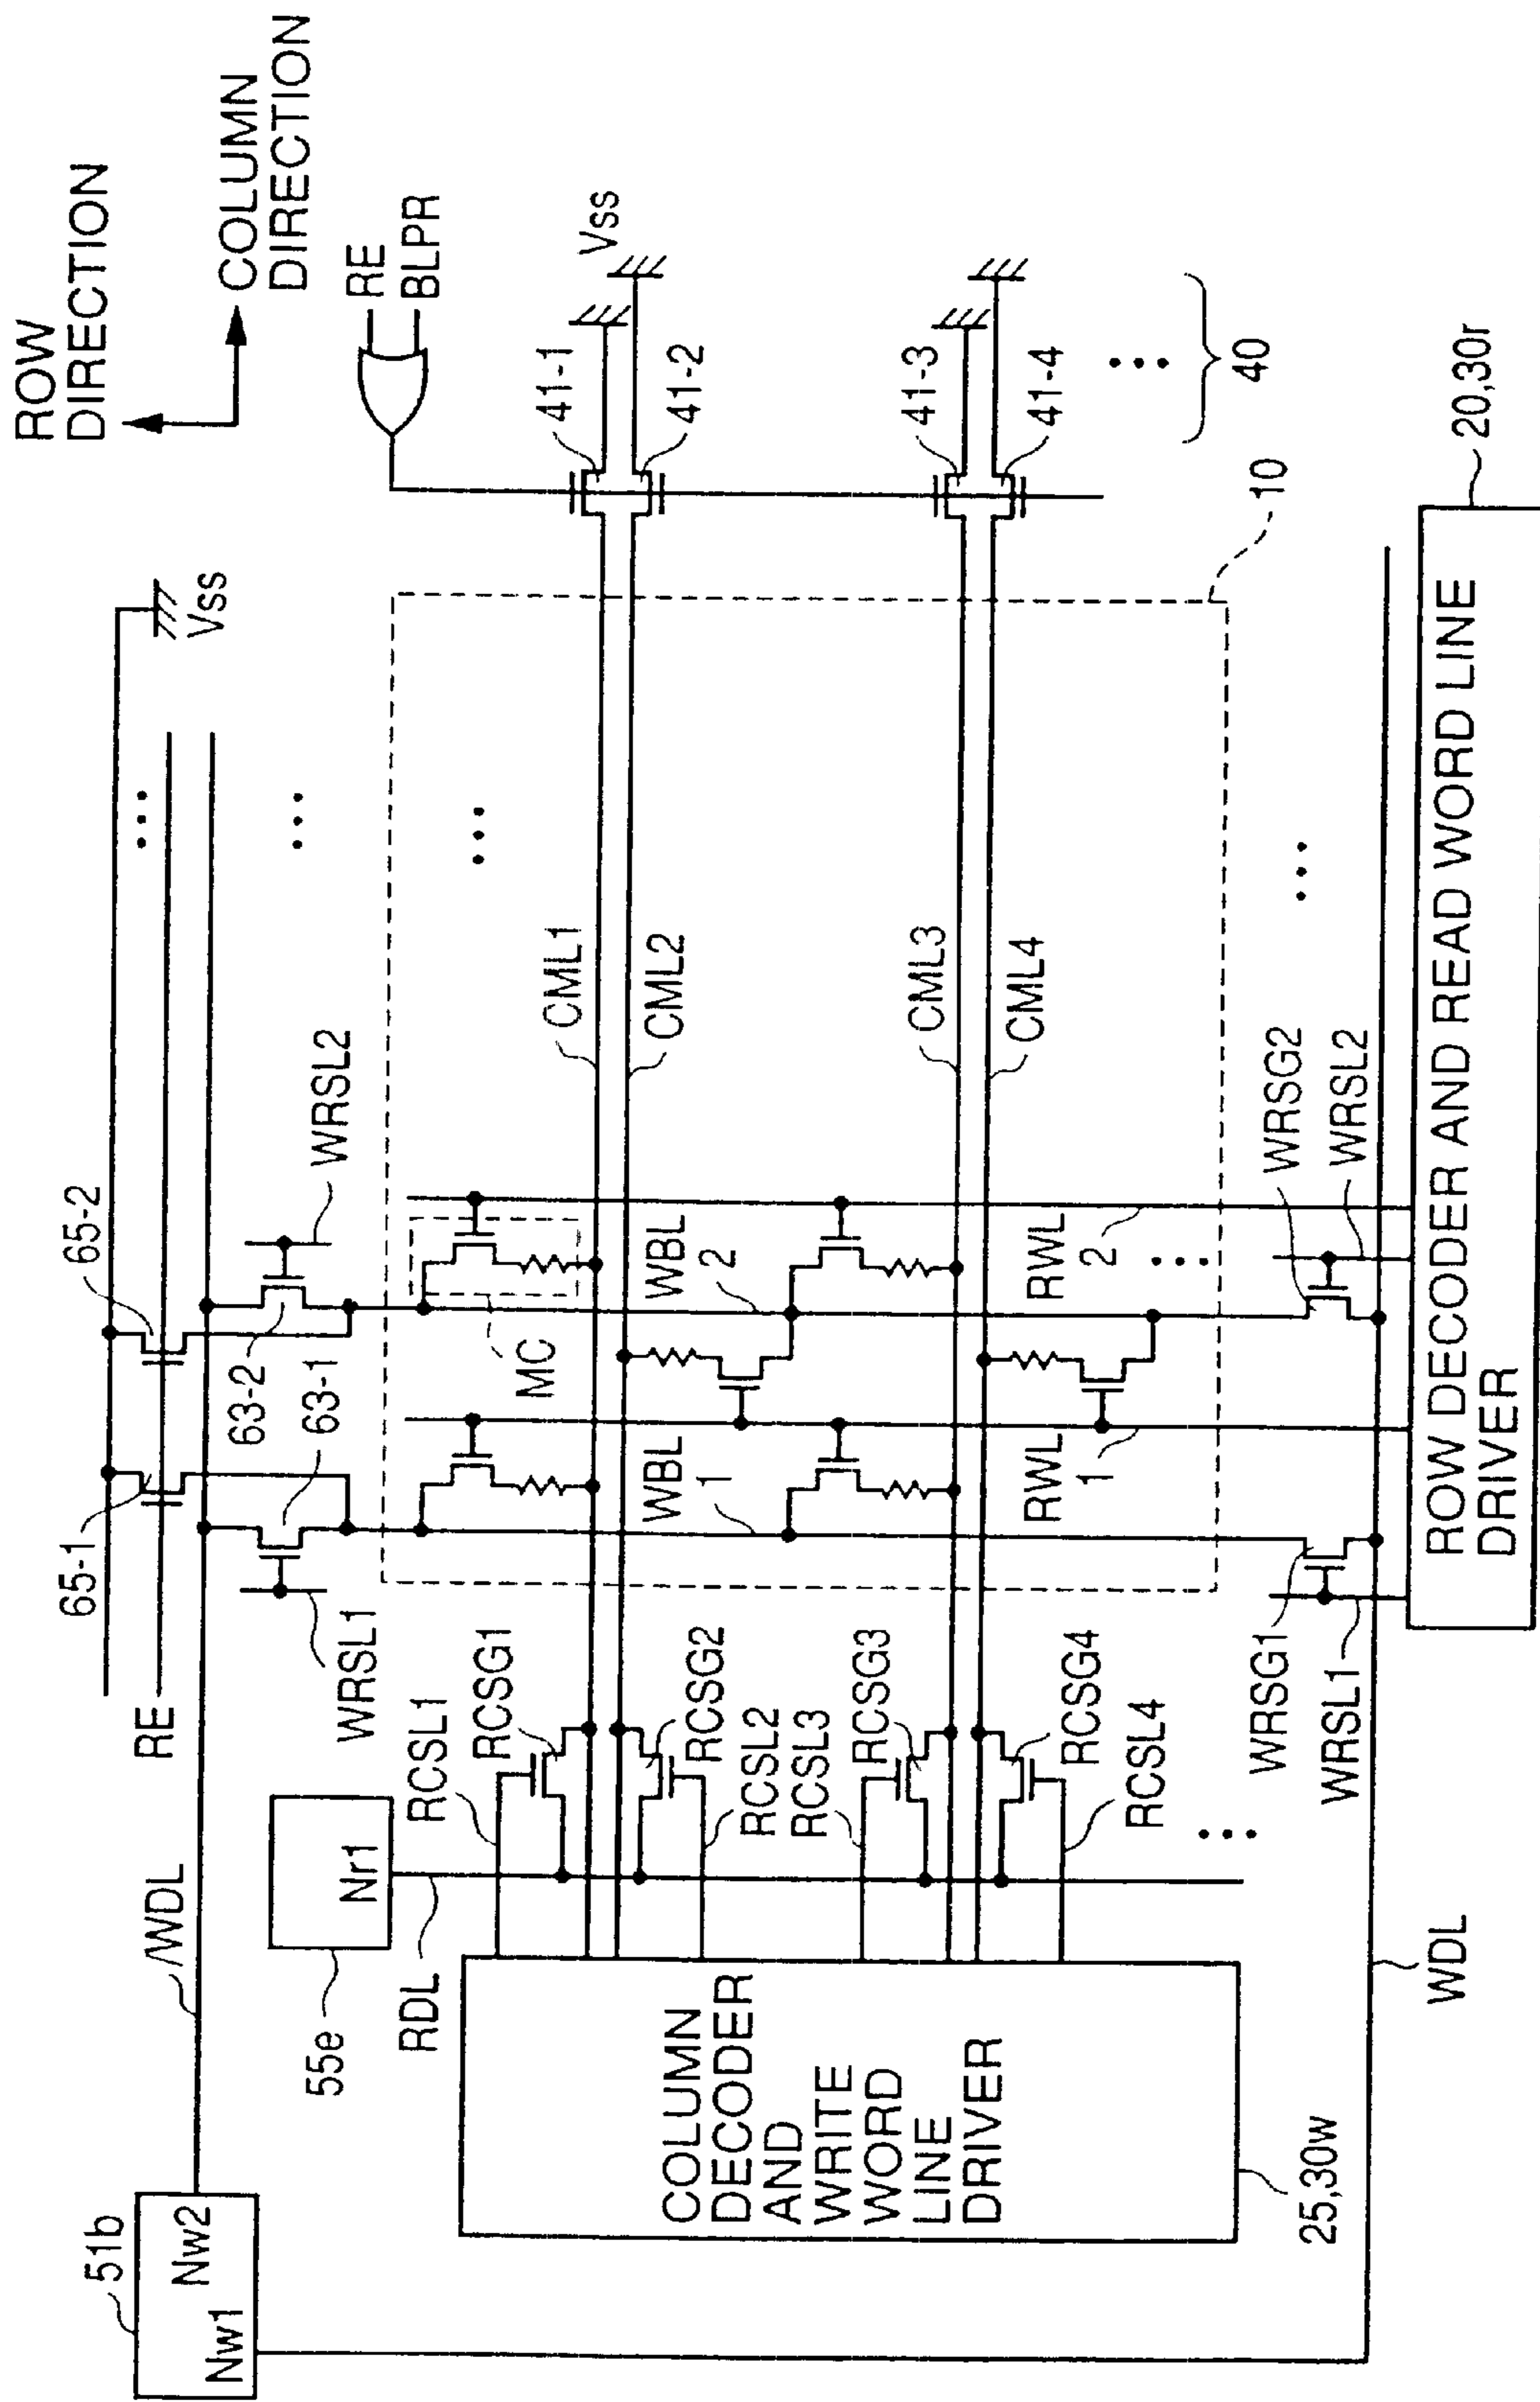 ROW
DIRECTION
COLUMN
DIRECTION
RE
BLPR
Vss
41-1
41-2
41-3
41-4
40
10
20,30r
Vss
CML1
CML2
CML3
CML4
WRSL2
WRSG2
WRSL2
65-2
63-2
63-1
65-1
MC
WBL
2
RWL
2
WBL
1
RWL
1
ROW DECODER AND READ WORD LINE
DRIVER
RE
WRSL1
RCSL1
RCSG1
RCSG2
RCSL2
RCSL3
RCSG3
RCSG4
RCSL4
WRSG1
WRSL1
/WDL
Nr1
55e
RDL
COLUMN
DECODER
AND
WRITE
WORD
LINE
DRIVER
25,30w
WDL
51b
Nw2
Nw1